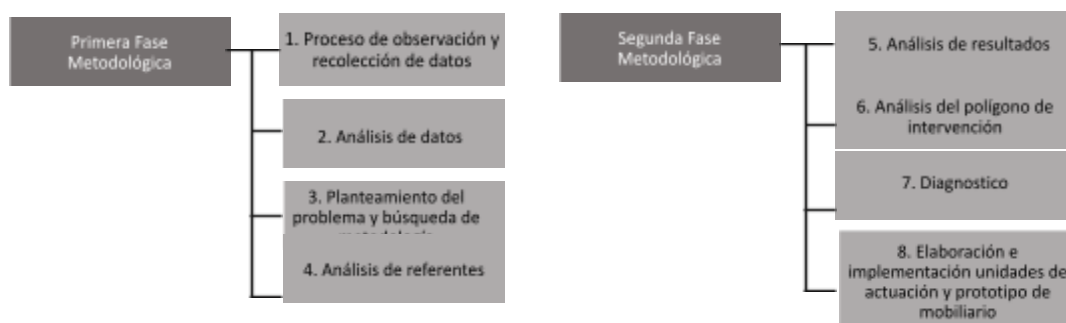 Primera Fase
Metodológica
1. Proceso de observación y
recolección de datos
2. Análisis de datos
3. Planteamiento del
problema y búsqueda de
4. Análisis de referentes
Segunda Fase
Metodológica
5. Análisis de resultados
6. Análisis del polígono de
intervención
7. Diagnostico
8. Elaboración e
implementación unidades de
actuación y prototipo de
mobiliario